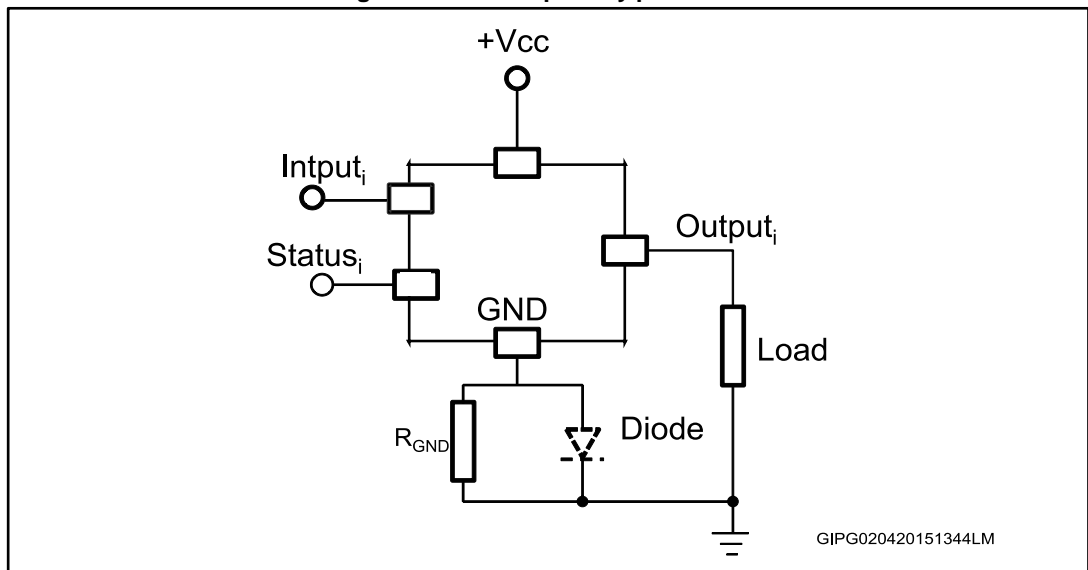 +Vcc
Intputi
Statusi
Outputi
GND
Load
RGND
Diode
GIPG020420151344LM